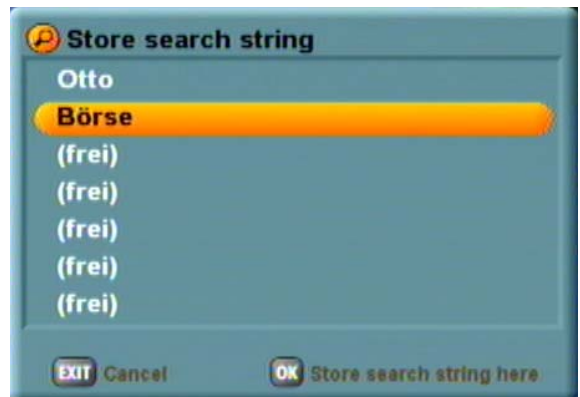 Store search string
Otto
Börse
(frei)
(frei)
(frei)
(frei)
(frei)
EXIT Cancel OK Store search string here